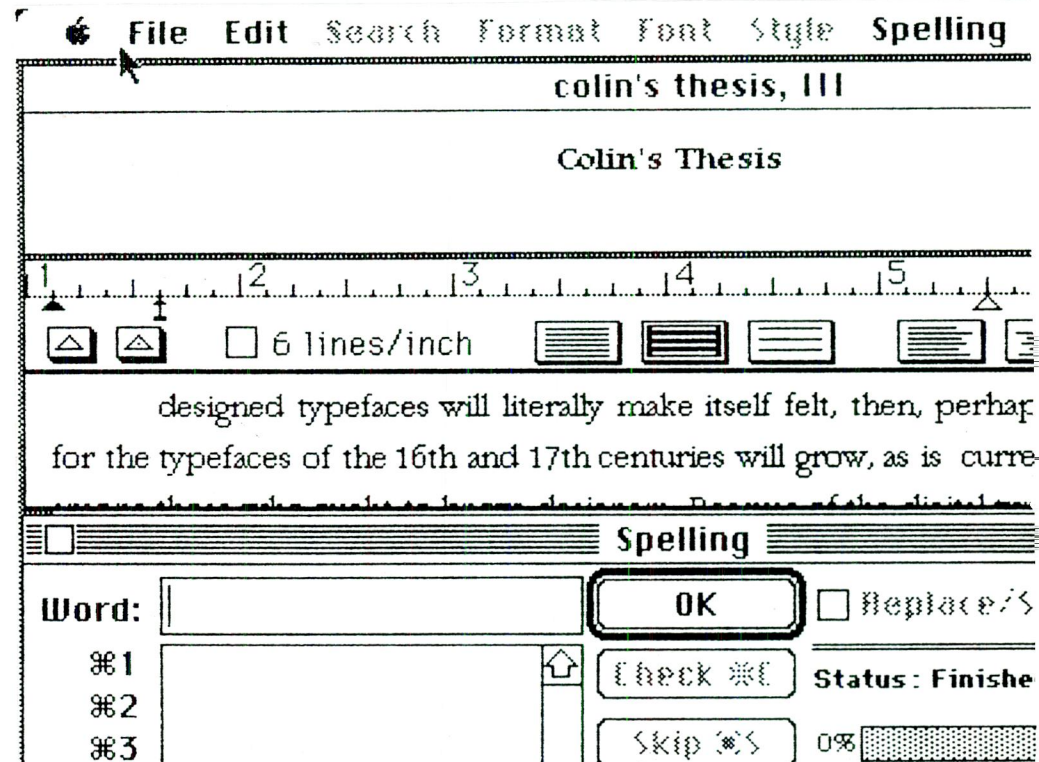 File Edit Search Format Font Style Spelling
colin's thesis, III
Colin's Thesis
1 2 3 4 5
6 lines/inch
designed typefaces will literally make itself felt, then, perhap
for the typefaces of the 16th and 17th centuries will grow, as is curre
Spelling
Word: OK Replace/S
⌘1 Check ⌘C Status: Finishe
⌘2
⌘3 Skip ⌘S 0%